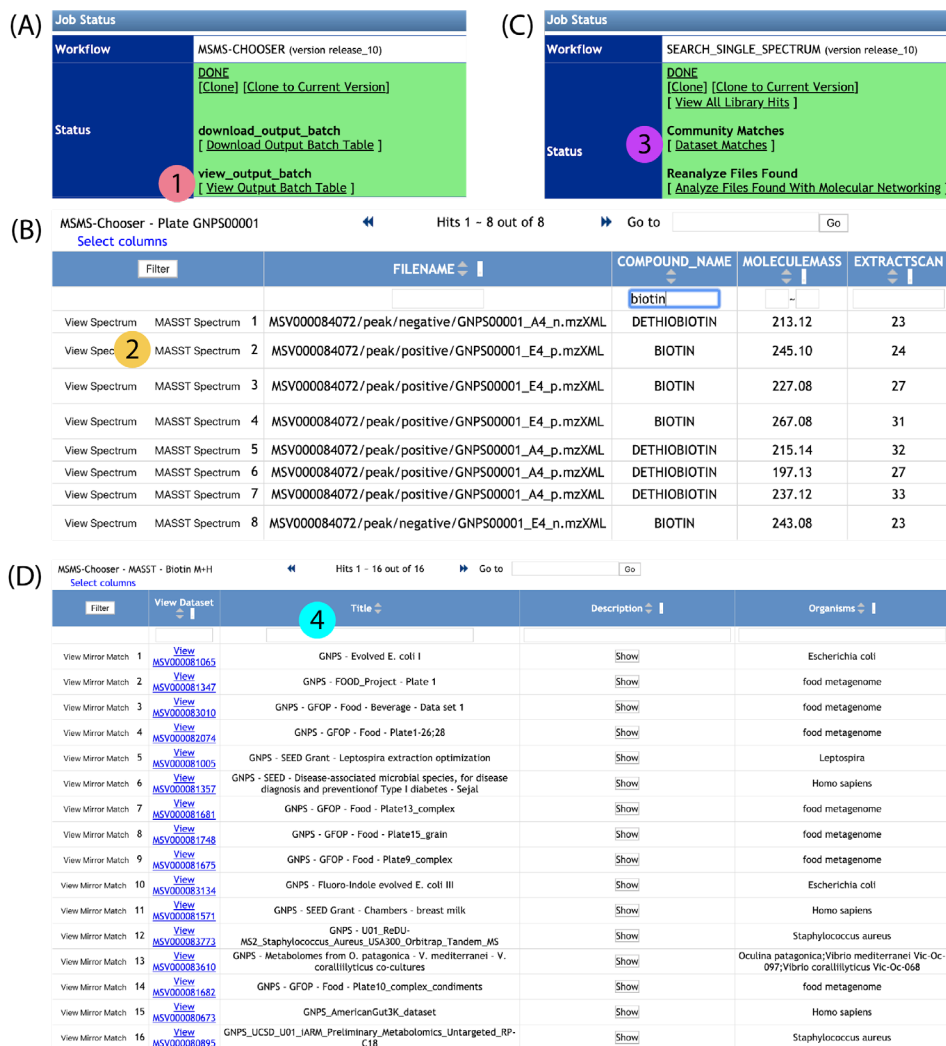 (A)
Job Status
Workflow MSMS-CHOOSER (version release_10)
Status
DONE
[Clone] [Clone to Current Version]
download_output_batch
[ Download Output Batch Table ]
1
view_output_batch
[ View Output Batch Table ]
(C)
Job Status
Workflow SEARCH_SINGLE_SPECTRUM (version release_10)
Status
DONE
[Clone] [Clone to Current Version]
[ View All Library Hits ]
3
Community Matches
[ Dataset Matches ]
Reanalyze Files Found
[ Analyze Files Found With Molecular Networking ]
(B)
MSMS-Chooser - Plate GNPS00001 Hits 1 ~ 8 out of 8 Go to Go
Select columns
Filter FILENAME COMPOUND_NAME MOLECULEMASS EXTRACTSCAN
biotin ~
View Spectrum MASST Spectrum 1 MSV000084072/peak/negative/GNPS00001_A4_n.mzXML DETHIOBIOTIN 213.12 23
View Spec 2 MASST Spectrum 2 MSV000084072/peak/positive/GNPS00001_E4_p.mzXML BIOTIN 245.10 24
View Spectrum MASST Spectrum 3 MSV000084072/peak/positive/GNPS00001_E4_p.mzXML BIOTIN 227.08 27
View Spectrum MASST Spectrum 4 MSV000084072/peak/positive/GNPS00001_E4_p.mzXML BIOTIN 267.08 31
View Spectrum MASST Spectrum 5 MSV000084072/peak/positive/GNPS00001_A4_p.mzXML DETHIOBIOTIN 215.14 32
View Spectrum MASST Spectrum 6 MSV000084072/peak/positive/GNPS00001_A4_p.mzXML DETHIOBIOTIN 197.13 27
View Spectrum MASST Spectrum 7 MSV000084072/peak/positive/GNPS00001_A4_p.mzXML DETHIOBIOTIN 237.12 33
View Spectrum MASST Spectrum 8 MSV000084072/peak/negative/GNPS00001_E4_n.mzXML BIOTIN 243.08 23
(D)
MSMS-Chooser - MASST - Biotin M+H Hits 1 ~ 16 out of 16 Go to Go
Select columns
Filter View Dataset 4 Title Description Organisms
View Mirror Match 1 View MSV000081065 GNPS - Evolved E. coli I Show Escherichia coli
View Mirror Match 2 View MSV000081347 GNPS - FOOD_Project - Plate 1 Show food metagenome
View Mirror Match 3 View MSV000083010 GNPS - GFOP - Food - Beverage - Data set 1 Show food metagenome
View Mirror Match 4 View MSV000082074 GNPS - GFOP - Food - Plate1-26;28 Show food metagenome
View Mirror Match 5 View MSV000081005 GNPS - SEED Grant - Leptospira extraction optimization Show Leptospira
View Mirror Match 6 View MSV000081357 GNPS - SEED - Disease-associated microbial species, for disease diagnosis and preventionof Type I diabetes - Sejal Show Homo sapiens
View Mirror Match 7 View MSV000081681 GNPS - GFOP - Food - Plate13_complex Show food metagenome
View Mirror Match 8 View MSV000081748 GNPS - GFOP - Food - Plate15_grain Show food metagenome
View Mirror Match 9 View MSV000081675 GNPS - GFOP - Food - Plate9_complex Show food metagenome
View Mirror Match 10 View MSV000083134 GNPS - Fluoro-Indole evolved E. coli III Show Escherichia coli
View Mirror Match 11 View MSV000081571 GNPS - SEED Grant - Chambers - breast milk Show Homo sapiens
View Mirror Match 12 View MSV000083773 GNPS - U01_ReDU-MS2_Staphylococcus_Aureus_USA300_Orbitrap_Tandem_MS Show Staphylococcus aureus
View Mirror Match 13 View MSV000083610 GNPS - Metabolomes from O. patagonica - V. mediterranei - V. coralliilyticus co-cultures Show Oculina patagonica;Vibrio mediterranei Vic-Oc-097;Vibrio coralliilyticus Vic-Oc-068
View Mirror Match 14 View MSV000081682 GNPS - GFOP - Food - Plate10_complex_condiments Show food metagenome
View Mirror Match 15 View MSV000080673 GNPS_AmericanGut3K_dataset Show Homo sapiens
View Mirror Match 16 View MSV000080895 GNPS_UCSD_U01_IARM_Preliminary_Metabolomics_Untargeted_RP-C18 Show Staphylococcus aureus